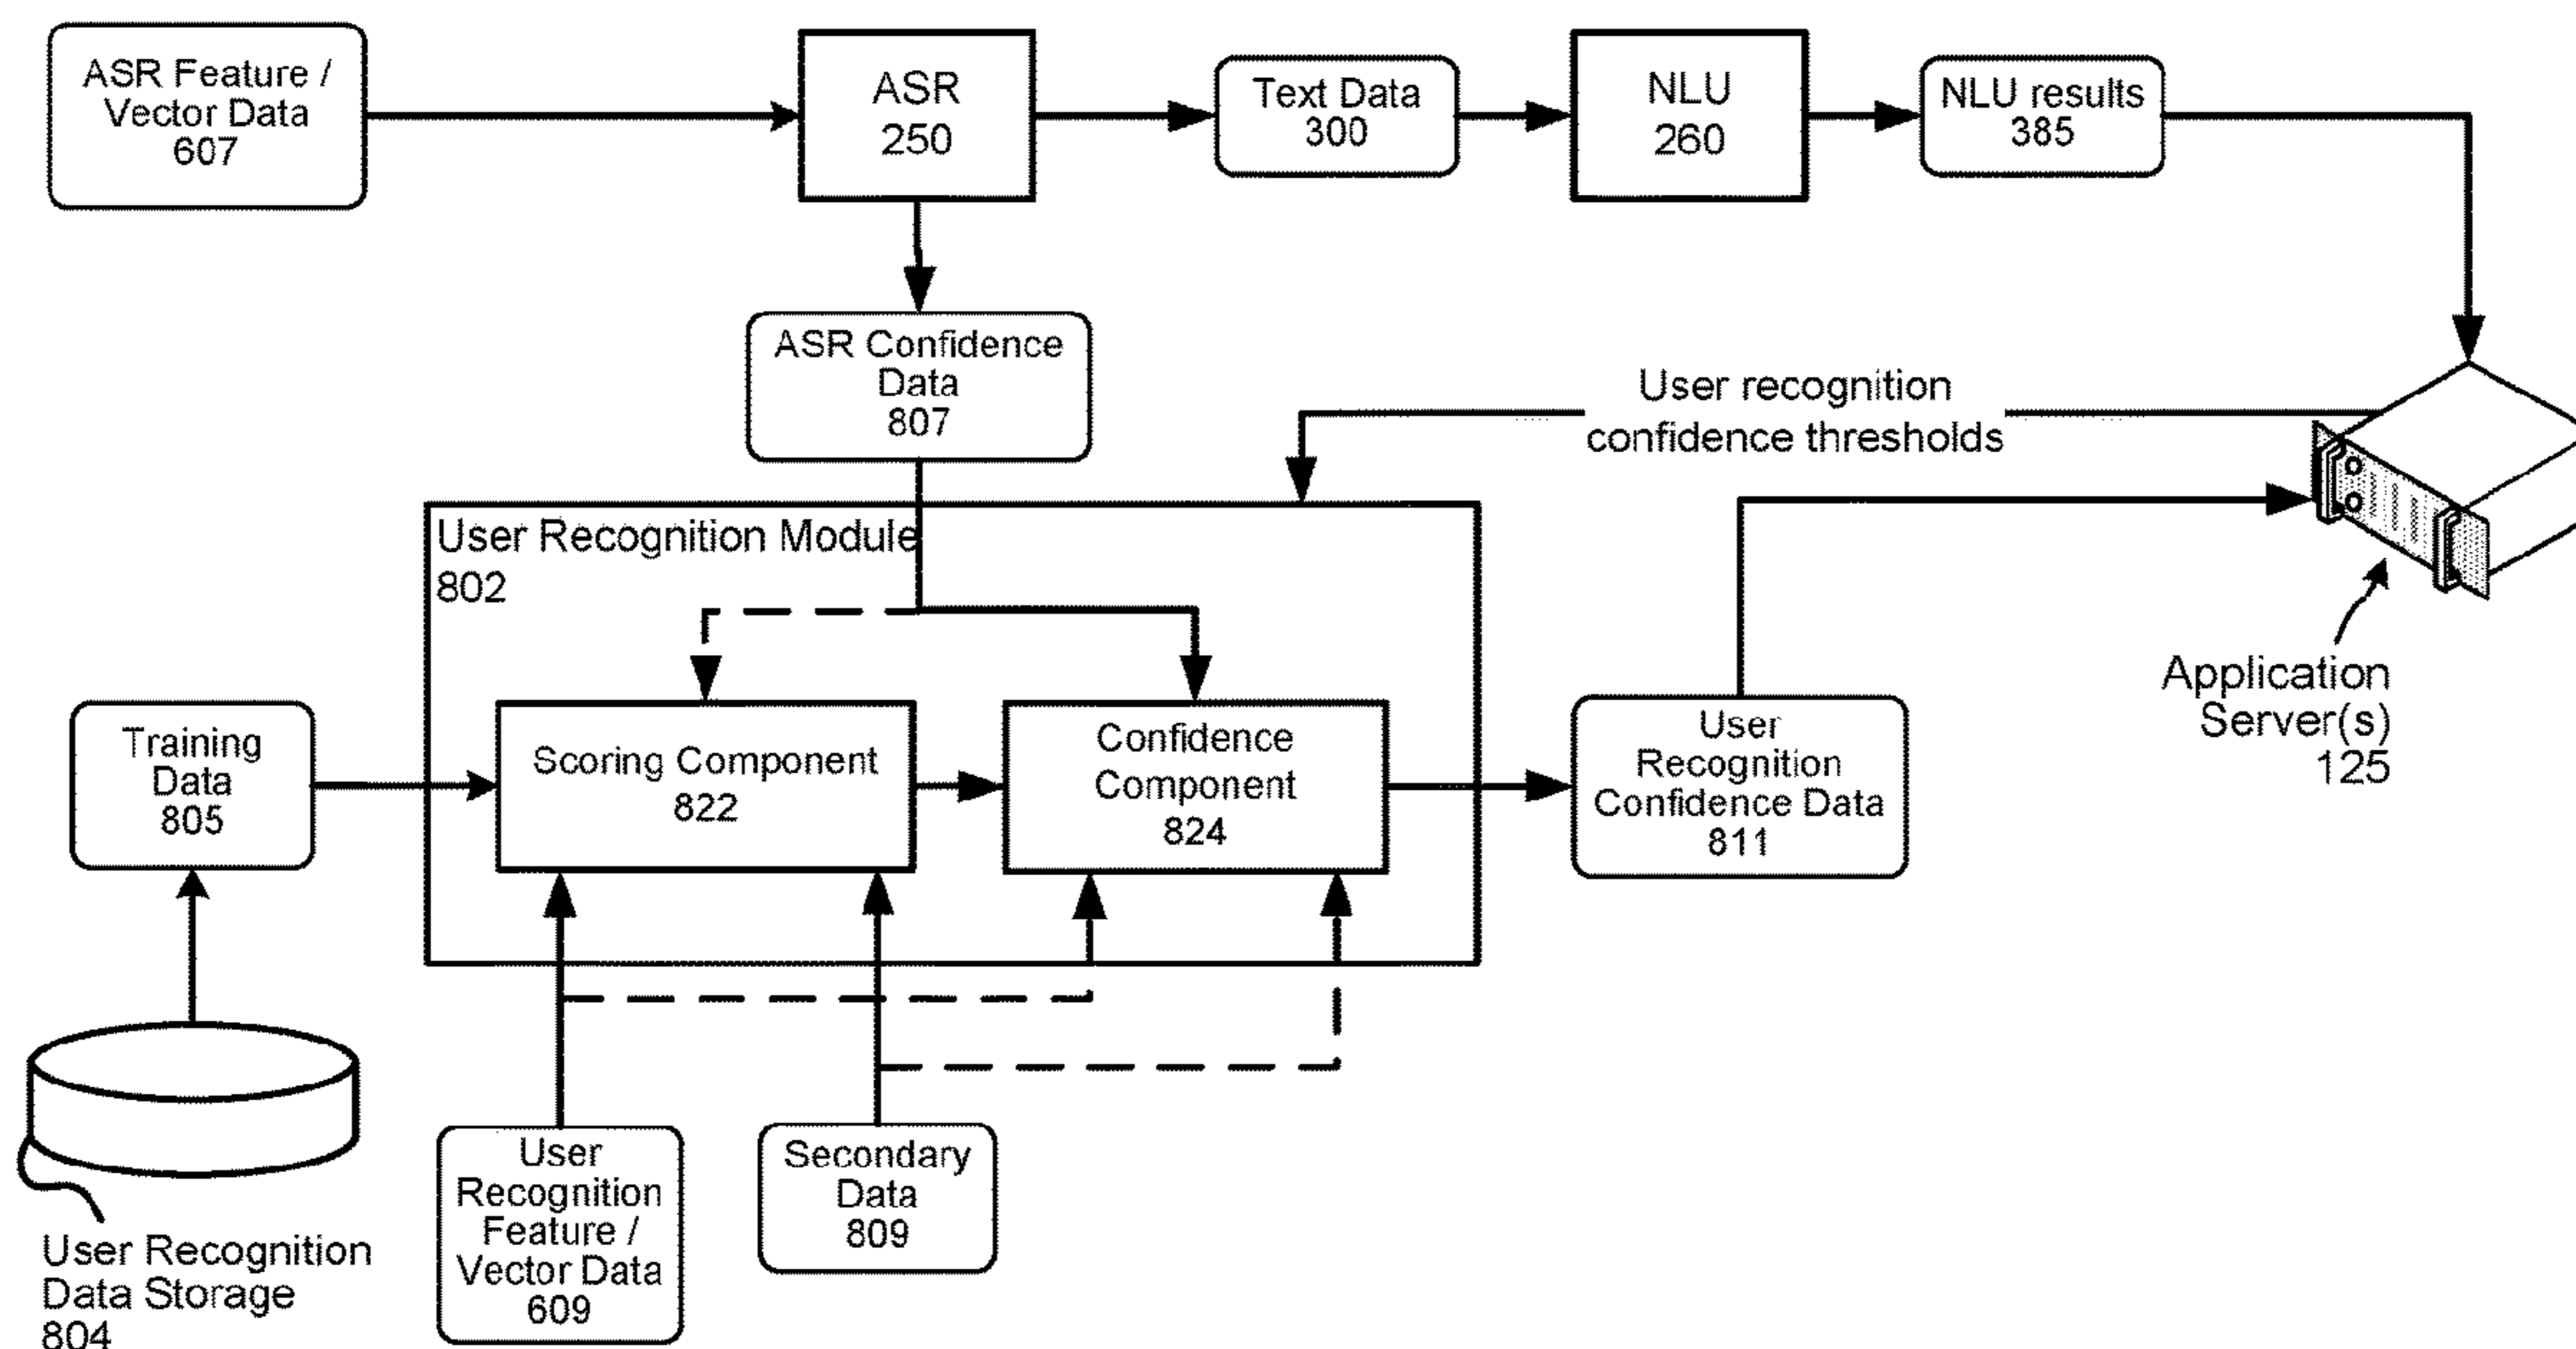 ASR Feature /
Vector Data
607
ASR
250
Text Data
300
NLU
260
NLU results
385
ASR Confidence
Data
807
User recognition
confidence thresholds
User Recognition Module
802
Application
Server(s)
125
Training
Data
805
Scoring Component
822
Confidence
Component
824
User
Recognition
Confidence Data
811
User Recognition
Data Storage
804
User
Recognition
Feature /
Vector Data
609
Secondary
Data
809